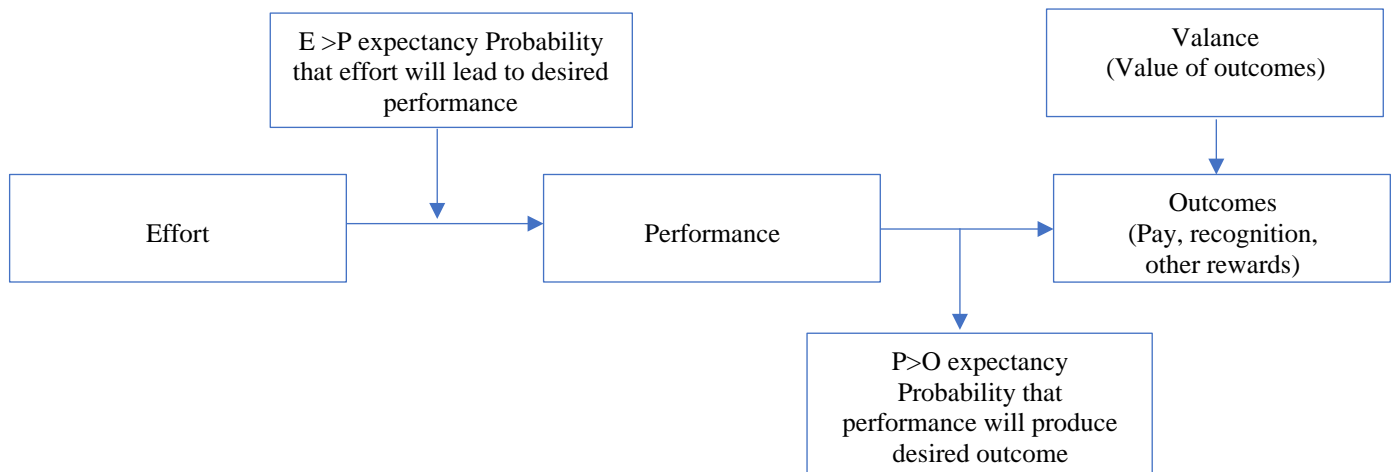 E >P expectancy Probability
that effort will lead to desired
performance
Valance
(Value of outcomes)
Effort
Performance
Outcomes
(Pay, recognition,
other rewards)
P>O expectancy
Probability that
performance will produce
desired outcome